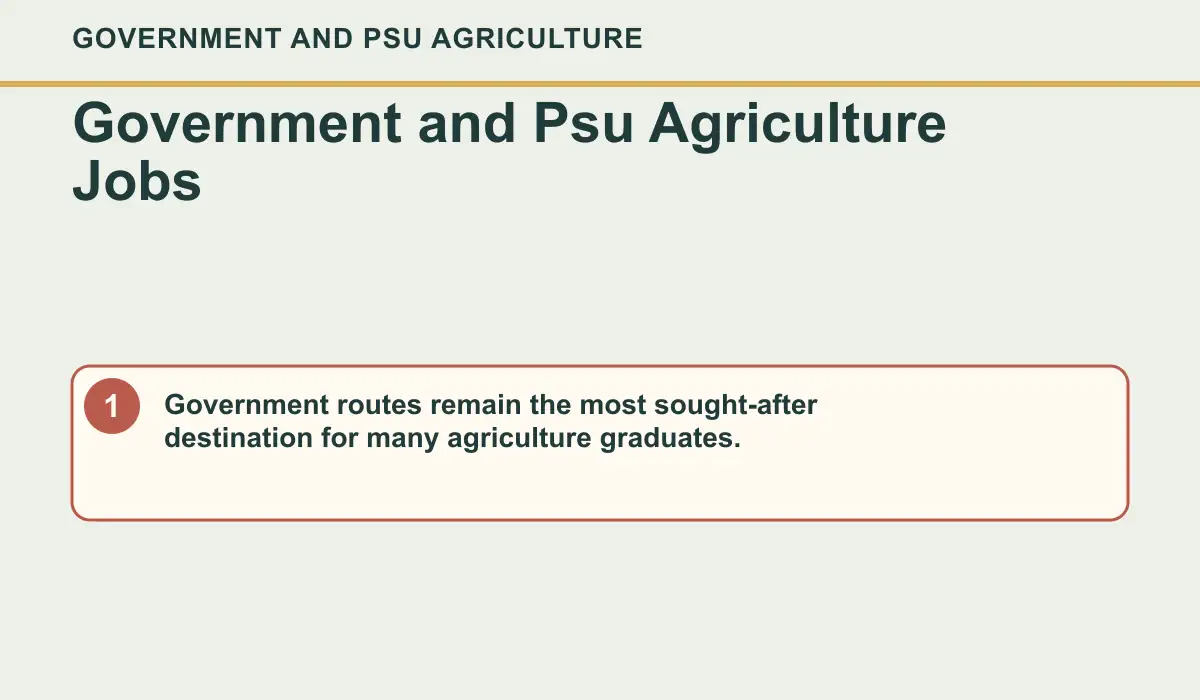 GOVERNMENT AND PSU AGRICULTURE
Government and Psu Agriculture
Jobs
1
Government routes remain the most sought-after
destination for many agriculture graduates.